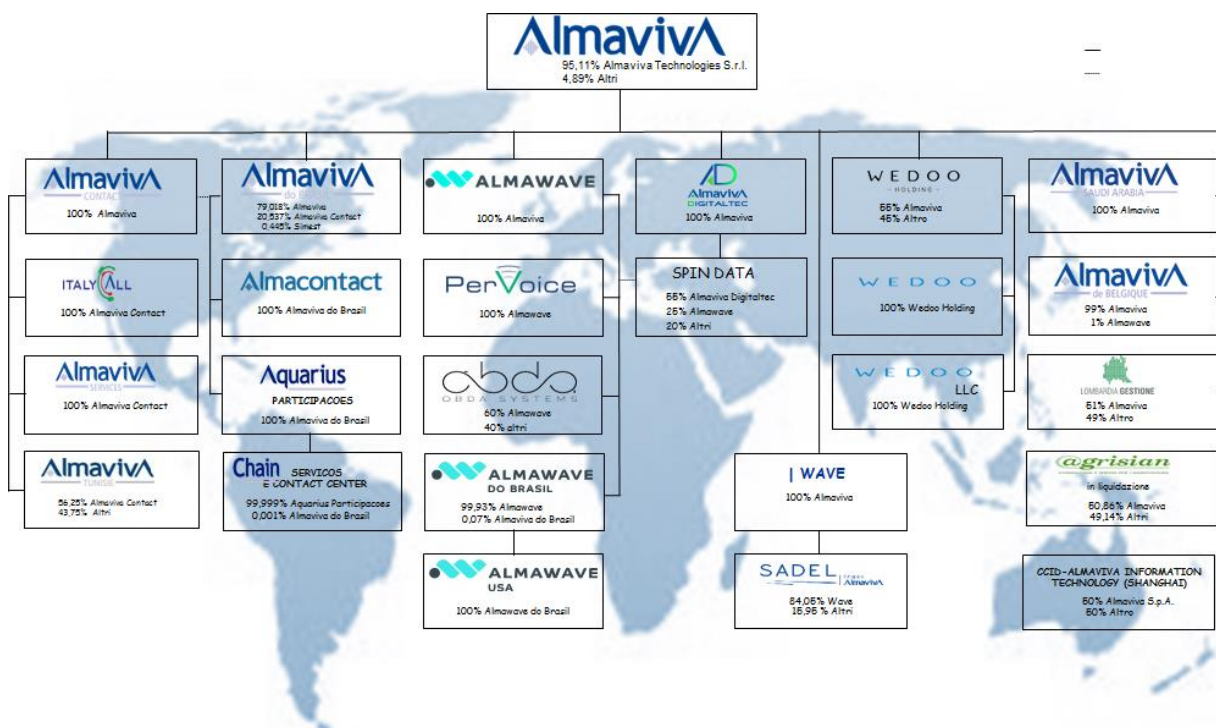 AlmavivA
95,11% Almaviva Technologies S.r.l.
4,89% Altri
AlmavivA
CONTACT
100% Almaviva
AlmavivA
do BRASIL
79,018% Almaviva
20,537% Almaviva Contact
0,445% Simest
ALMAWAVE
100% Almaviva
AlmavivA
DIGITALTEC
100% Almaviva
WEDOO
HOLDING
55% Almaviva
45% Altro
AlmavivA
SAUDI ARABIA
100% Almaviva
ITALY CALL
100% Almaviva Contact
Almacontact
100% Almaviva do Brasil
PerVoice
100% Almawave
SPIN DATA
55% Almaviva Digitaltec
25% Almawave
20% Altri
WEDOO
100% Wedoo Holding
AlmavivA
de BELGIQUE
99% Almaviva
1% Almawave
AlmavivA
SERVICES
100% Almaviva Contact
Aquarius
PARTICIPACOES
100% Almaviva do Brasil
obda
OBDA SYSTEMS
60% Almawave
40% altri
WEDOO
LLC
100% Wedoo Holding
LOMBARDIA GESTIONE
51% Almaviva
49% Altro
AlmavivA
TUNISIE
56,25% Almaviva Contact
43,75% Altri
Chain SERVICOS
E CONTACT CENTER
99,999% Aquarius Participacoes
0,001% Almaviva do Brasil
ALMAWAVE
DO BRASIL
99,93% Almawave
0,07% Almaviva do Brasil
| WAVE
100% Almaviva
@grisian
in liquidazione
50,86% Almaviva
49,14% Altri
ALMAWAVE
USA
100% Almawave do Brasil
SADEL
AlmavivA
84,05% Wave
15,95 % Altri
CCID-ALMAVIVA INFORMATION
TECHNOLOGY (SHANGHAI)
50% Almaviva S.p.A.
50% Altro